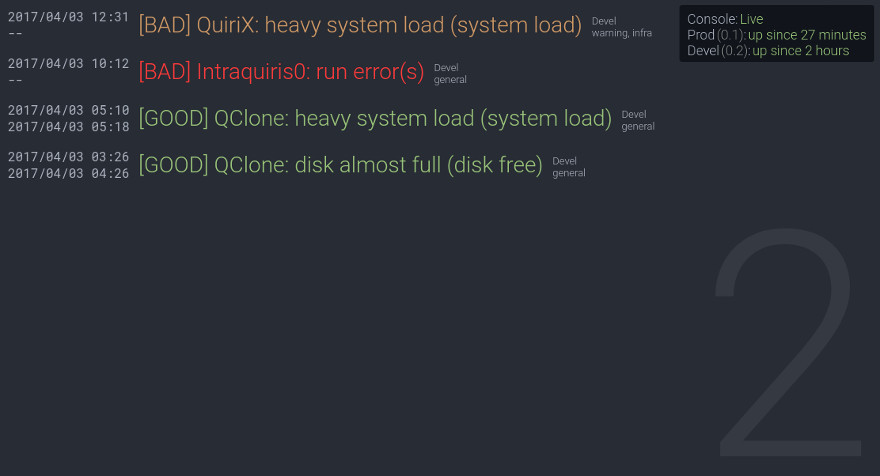 2017/04/03 12:31
--
[BAD] QuiriX: heavy system load (system load)
Devel
warning, infra
Console: Live
Prod (0.1): up since 27 minutes
Devel (0.2): up since 2 hours
2017/04/03 10:12
--
[BAD] Intraquiris0: run error(s)
Devel
general
2017/04/03 05:10
2017/04/03 05:18
[GOOD] QClone: heavy system load (system load)
Devel
general
2017/04/03 03:26
2017/04/03 04:26
[GOOD] QClone: disk almost full (disk free)
Devel
general
2